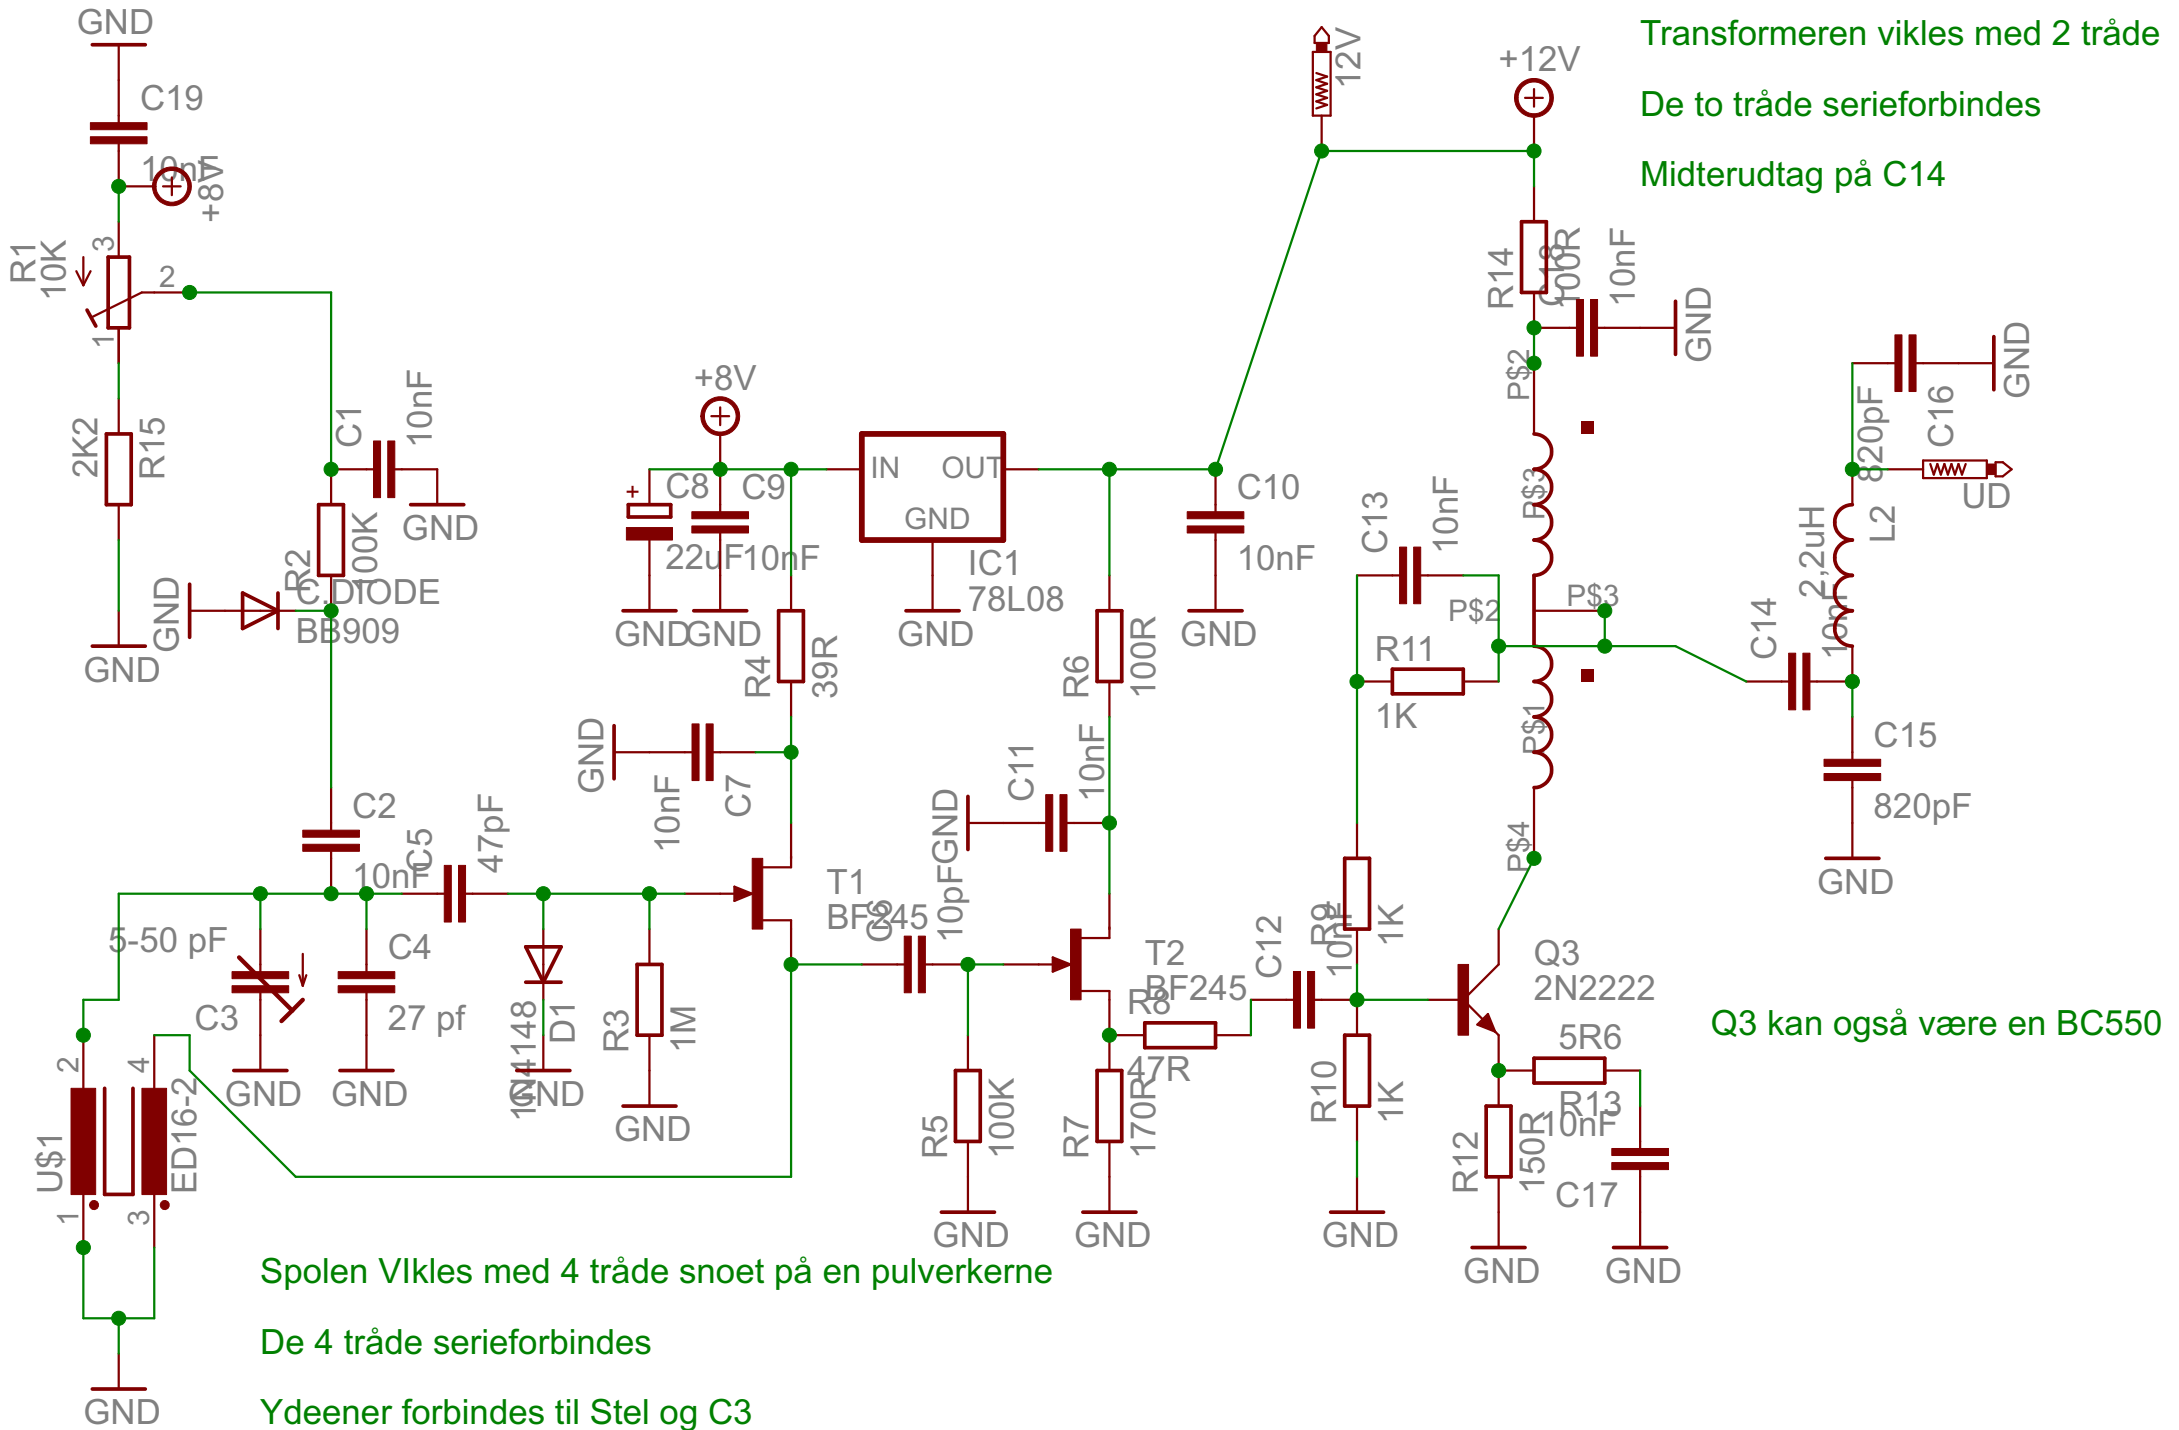 GND
C19
10nF
+8V
R1
10K
3
2
1
2K2
R15
GND
C1
10nF
GND
R2
100K
GND
C.DIODE
BB909
C2
10nF
C5
47pF
5-50 pF
C3
GND
C4
27 pf
GND
1N4148
D1
GND
R3
1M
GND
2
4
U$1
ED16-2
1
3
GND
+8V
C8
22uF
GND
C9
10nF
GND
IN
OUT
GND
IC1
78L08
GND
C10
10nF
GND
R4
39R
GND
10nF
C7
T1
BF245
C6
10pF
R6
100R
C11
10nF
GND
T2
BF245
R5
100K
GND
R8
47R
R7
170R
GND
C12
10nF
R9
1K
R10
1K
GND
C13
10nF
R11
1K
12V
+12V
R14
100R
C18
10nF
GND
P$2
P$3
P$2
P$3
P$1
P$4
Q3
2N2222
5R6
R13
10nF
C17
GND
R12
150R
GND
C14
10nF
2,2uH
L2
820pF
C16
GND
UD
C15
820pF
GND
Transformeren vikles med 2 tråde
De to tråde serieforbindes
Midterudtag på C14
Q3 kan også være en BC550
Spolen VIkles med 4 tråde snoet på en pulverkerne
De 4 tråde serieforbindes
Ydeener forbindes til Stel og C3